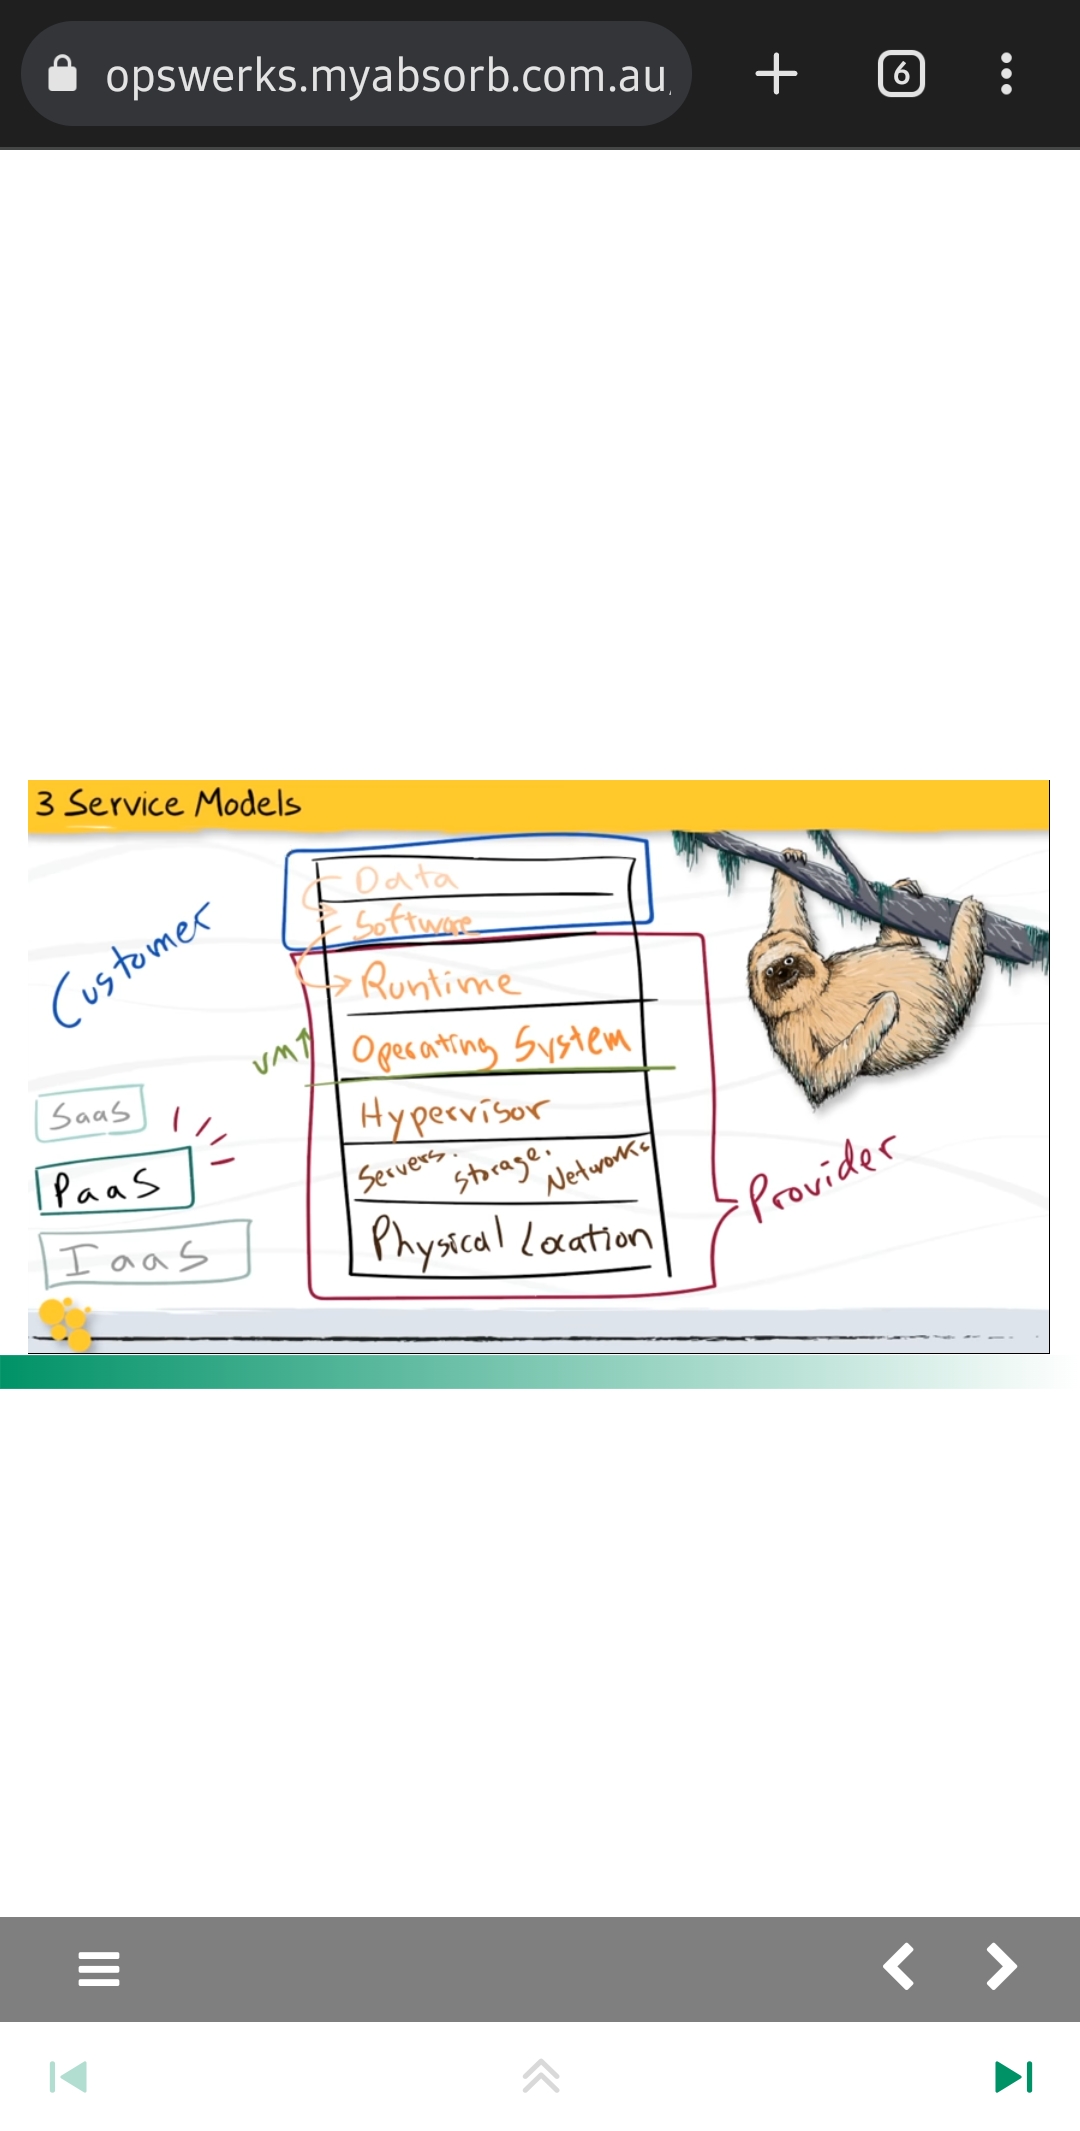 opswerks.myabsorb.com.au
6
3 Service Models
Customer
Data
Software
Runtime
VM↑
Operating System
Hypervisor
SaaS
Servers. Storage. Networks
PaaS
Provider
Physical Location
IaaS